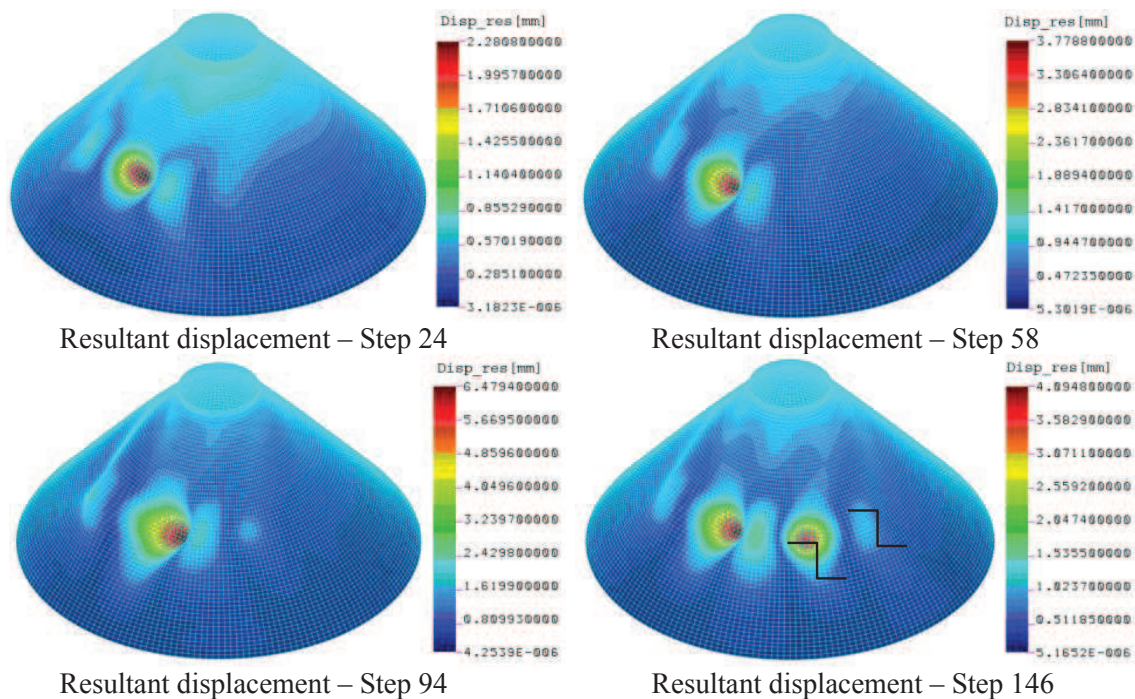 Disp_res[mm]
2.280800000
1.995700000
1.710600000
1.425500000
1.140400000
0.855290000
0.570190000
0.285100000
3.1823E-006
Resultant displacement – Step 24
Disp_res[mm]
3.778800000
3.306400000
2.834100000
2.361700000
1.889400000
1.417000000
0.944700000
0.472350000
5.3019E-006
Resultant displacement – Step 58
Disp_res[mm]
6.479400000
5.669500000
4.859600000
4.049600000
3.239700000
2.429800000
1.619900000
0.809930000
4.2539E-006
Resultant displacement – Step 94
Disp_res[mm]
4.094800000
3.582900000
3.071100000
2.559200000
2.047400000
1.535500000
1.023700000
0.511850000
5.1652E-006
Resultant displacement – Step 146